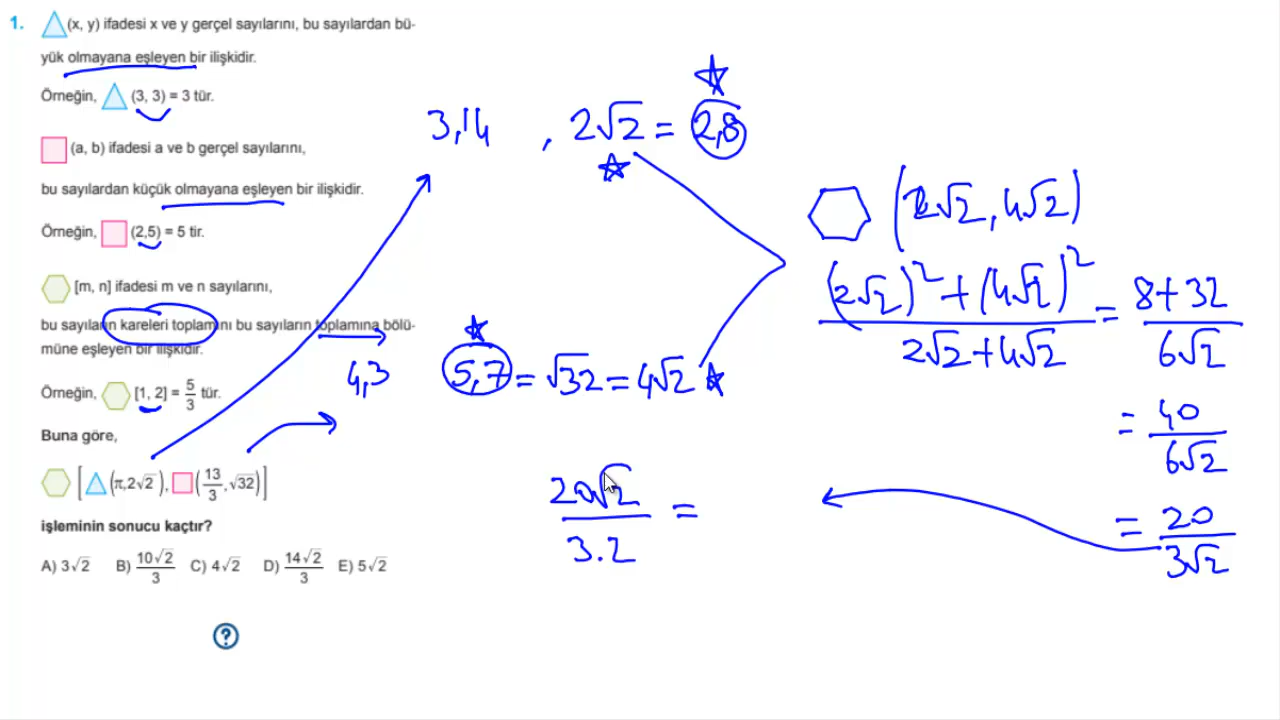 1. △(x, y) ifadesi x ve y gerçel sayılarını, bu sayılardan bü-
yük olmayana eşleyen bir ilişkidir.
Örneğin, △(3, 3) = 3 tür.
□(a, b) ifadesi a ve b gerçel sayılarını,
bu sayılardan küçük olmayana eşleyen bir ilişkidir.
Örneğin, □(2,5) = 5 tir.
⬡[m, n] ifadesi m ve n sayılarını,
bu sayıların kareleri toplamını bu sayıların toplamına bölü-
müne eşleyen bir ilişkidir.
Örneğin, ⬡[1, 2] = 5/3 tür.
Buna göre,
⬡[△(π,2√2), □(13/3, √32)]
işleminin sonucu kaçtır?
A) 3√2 B) 10√2/3 C) 4√2 D) 14√2/3 E) 5√2
?
3,14 , 2√2 = 2,8
4,3
5,7 = √32 = 4√2
⬡(2√2, 4√2)
((2√2)² + (4√2)²)/(2√2+4√2) = (8+32)/(6√2)
= 40/(6√2)
= 20/(3√2)
20√2/(3.2) =